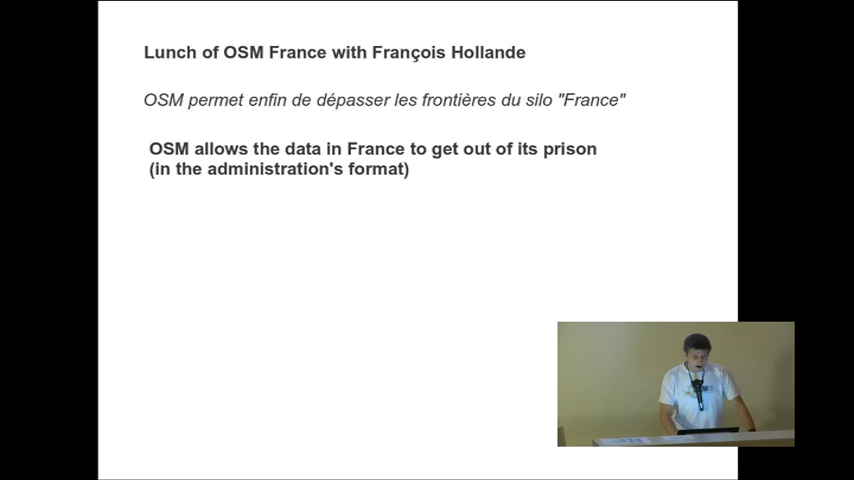 Lunch of OSM France with François Hollande
OSM permet enfin de dépasser les frontières du silo "France"
OSM allows the data in France to get out of its prison
(in the administration's format)